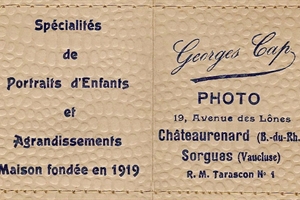 Spécialités
de
Portraits d'Enfants
et
Agrandissements
Maison fondée en 1919
Georges Cap
PHOTO
19, Avenue des Lônes
Châteaurenard (B.-du-Rh.
Sorgues (Vaucluse)
R. M. Tarascon N° 1